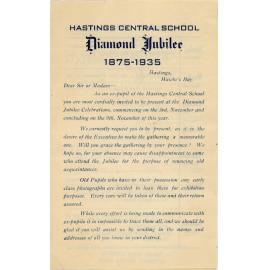 HASTINGS CENTRAL SCHOOL
Diamond Jubilee
1875-1935
Hastings,
Hawke's Bay.
Dear Sir or Madam—
As an ex-pupil of the Hastings Central School
you are most cordially invited to be present at the Diamond
Jubilee Celebrations, commencing on the 3rd. November and
concluding on the 9th. November of this year.
We earnestly request you to be present, as it is the
desire of the Executive to make the gathering a memorable
one. Will you grace the gathering by your presence? We
hope so, for your absence may cause disappointment to some
who attend the Jubilee for the purpose of renewing old
acquaintances.
Old Pupils who have in their possession any early
class photographs are invited to loan these for exhibition
purposes. Every care will be taken of these and their return
assured.
While every effort is being made to communicate with
ex-pupils it is impossible to trace them all, and we should be
glad if you will assist us by sending in the names and
addresses of all you know in your district.